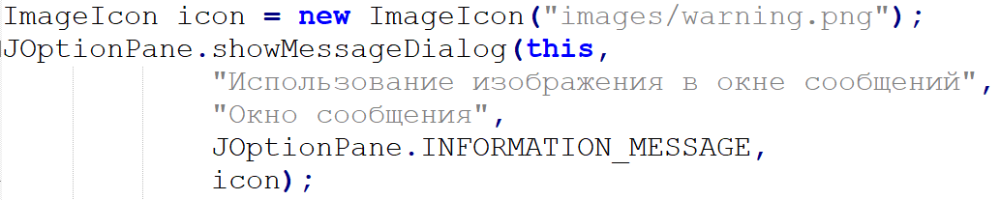 ImageIcon icon = new ImageIcon("images/warning.png");
JOptionPane.showMessageDialog(this,
"Использование изображения в окне сообщений",
"Окно сообщения",
JOptionPane.INFORMATION_MESSAGE,
icon);